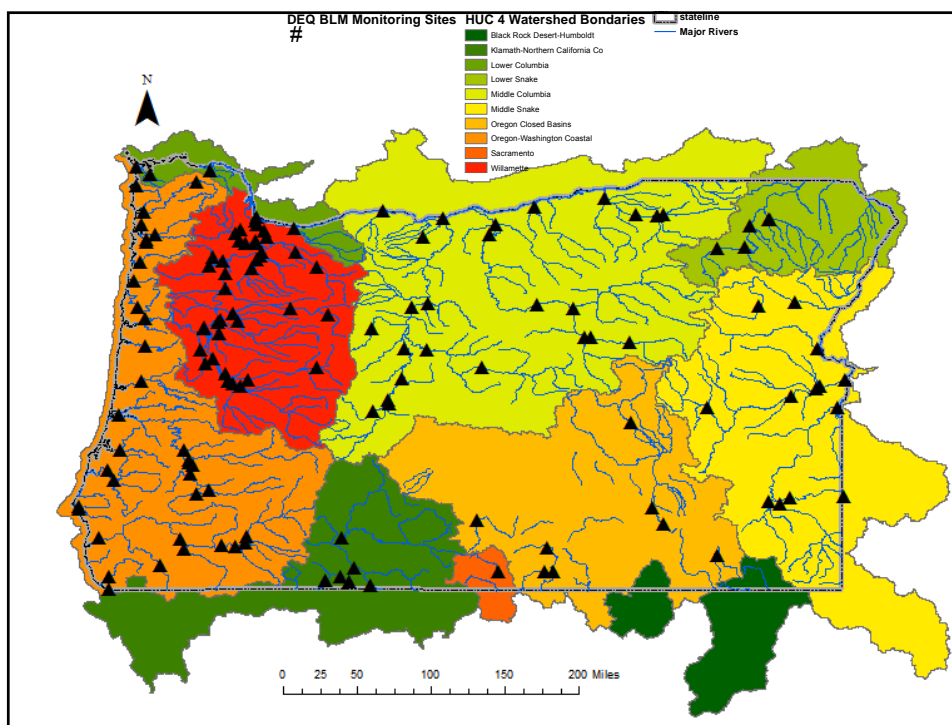 DEQ BLM Monitoring Sites
#
HUC 4 Watershed Bondaries
Black Rock Desert-Humboldt
Klamath-Northern California Co
Lower Columbia
Lower Snake
Middle Columbia
Middle Snake
Oregon Closed Basins
Oregon-Washington Coastal
Sacramento
Willamette
stateline
Major Rivers
N
0 25 50 100 150 200 Miles